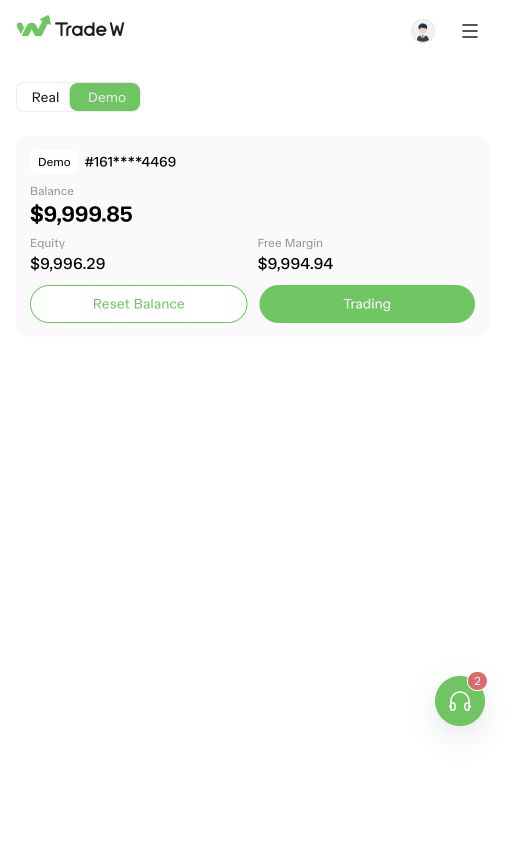 Trade W
Real Demo
Demo #161****4469
Balance
$9,999.85
Equity Free Margin
$9,996.29 $9,994.94
Reset Balance Trading
2